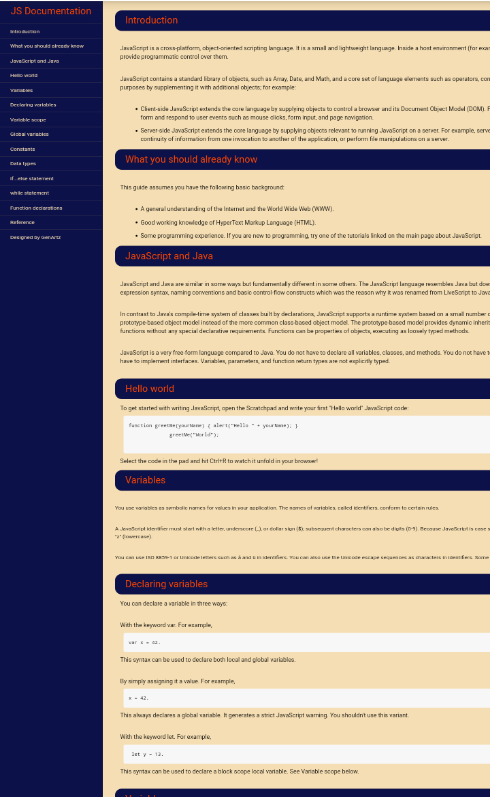 JS Documentation
Introduction
What you should already know
JavaScript and Java
Hello world
Variables
Declaring variables
Variable scope
Global variables
Constants
Data types
if...else statement
while statement
Function declarations
Reference
Designed by
Introduction
JavaScript is a cross-platform, object-oriented scripting language. It is a small and lightweight language. Inside a host environment (for
provide programmatic control over them.
JavaScript contains a standard library of objects, such as Array, Date, and Math, and a core set of language elements such as operators,
purposes by supplementing it with additional objects; for example:
Client-side JavaScript extends the core language by supplying objects to control a browser and its Document Object Model (DOM).
form and respond to user events such as mouse clicks, form input, and page navigation.
Server-side JavaScript extends the core language by supplying objects relevant to running JavaScript on a server. For example,
continuity of information from one invocation to another of the application, or perform file manipulations on a server.
What you should already know
This guide assumes you have the following basic background:
A general understanding of the Internet and the World Wide Web (WWW).
Good working knowledge of HyperText Markup Language (HTML).
Some programming experience. If you are new to programming, try one of the tutorials linked on the main page about JavaScript.
JavaScript and Java
JavaScript and Java are similar in some ways but fundamentally different in some others. The JavaScript language resembles Java but
expression syntax, naming conventions and basic control-flow constructs which was the reason why it was renamed from LiveScript to
In contrast to Java's compile-time system of classes built by declarations, JavaScript supports a runtime system based on a small number
prototype-based object model instead of the more common class-based object model. The prototype-based model provides dynamic
functions without any special declarative requirements. Functions can be properties of objects, executing as loosely typed methods.
JavaScript is a very free-form language compared to Java. You do not have to declare all variables, classes, and methods. You do not have
have to implement interfaces. Variables, parameters, and function return types are not explicitly typed.
Hello world
To get started with writing JavaScript, open the Scratchpad and write your first "Hello world" JavaScript code:
function greetMe(yourName) { alert("Hello " + yourName); }
greetMe("World");
Select the code in the pad and hit Ctrl+R to watch it unfold in your browser!
Variables
You use variables as symbolic names for values in your application. The names of variables, called identifiers, conform to certain rules.
A JavaScript identifier must start with a letter, underscore (_), or dollar sign ($); subsequent characters can also be digits (0-9). Because JavaScript is case
(lowercase).
You can use ISO 8859-1 or Unicode letters such as å and ü in identifiers. You can also use the Unicode escape sequences as characters in identifiers. Some
Declaring variables
You can declare a variable in three ways:
With the keyword var. For example,
var x = 42.
This syntax can be used to declare both local and global variables.
By simply assigning it a value. For example,
x = 42.
This always declares a global variable. It generates a strict JavaScript warning. You shouldn't use this variant.
With the keyword let. For example,
let y = 13.
This syntax can be used to declare a block scope local variable. See Variable scope below.